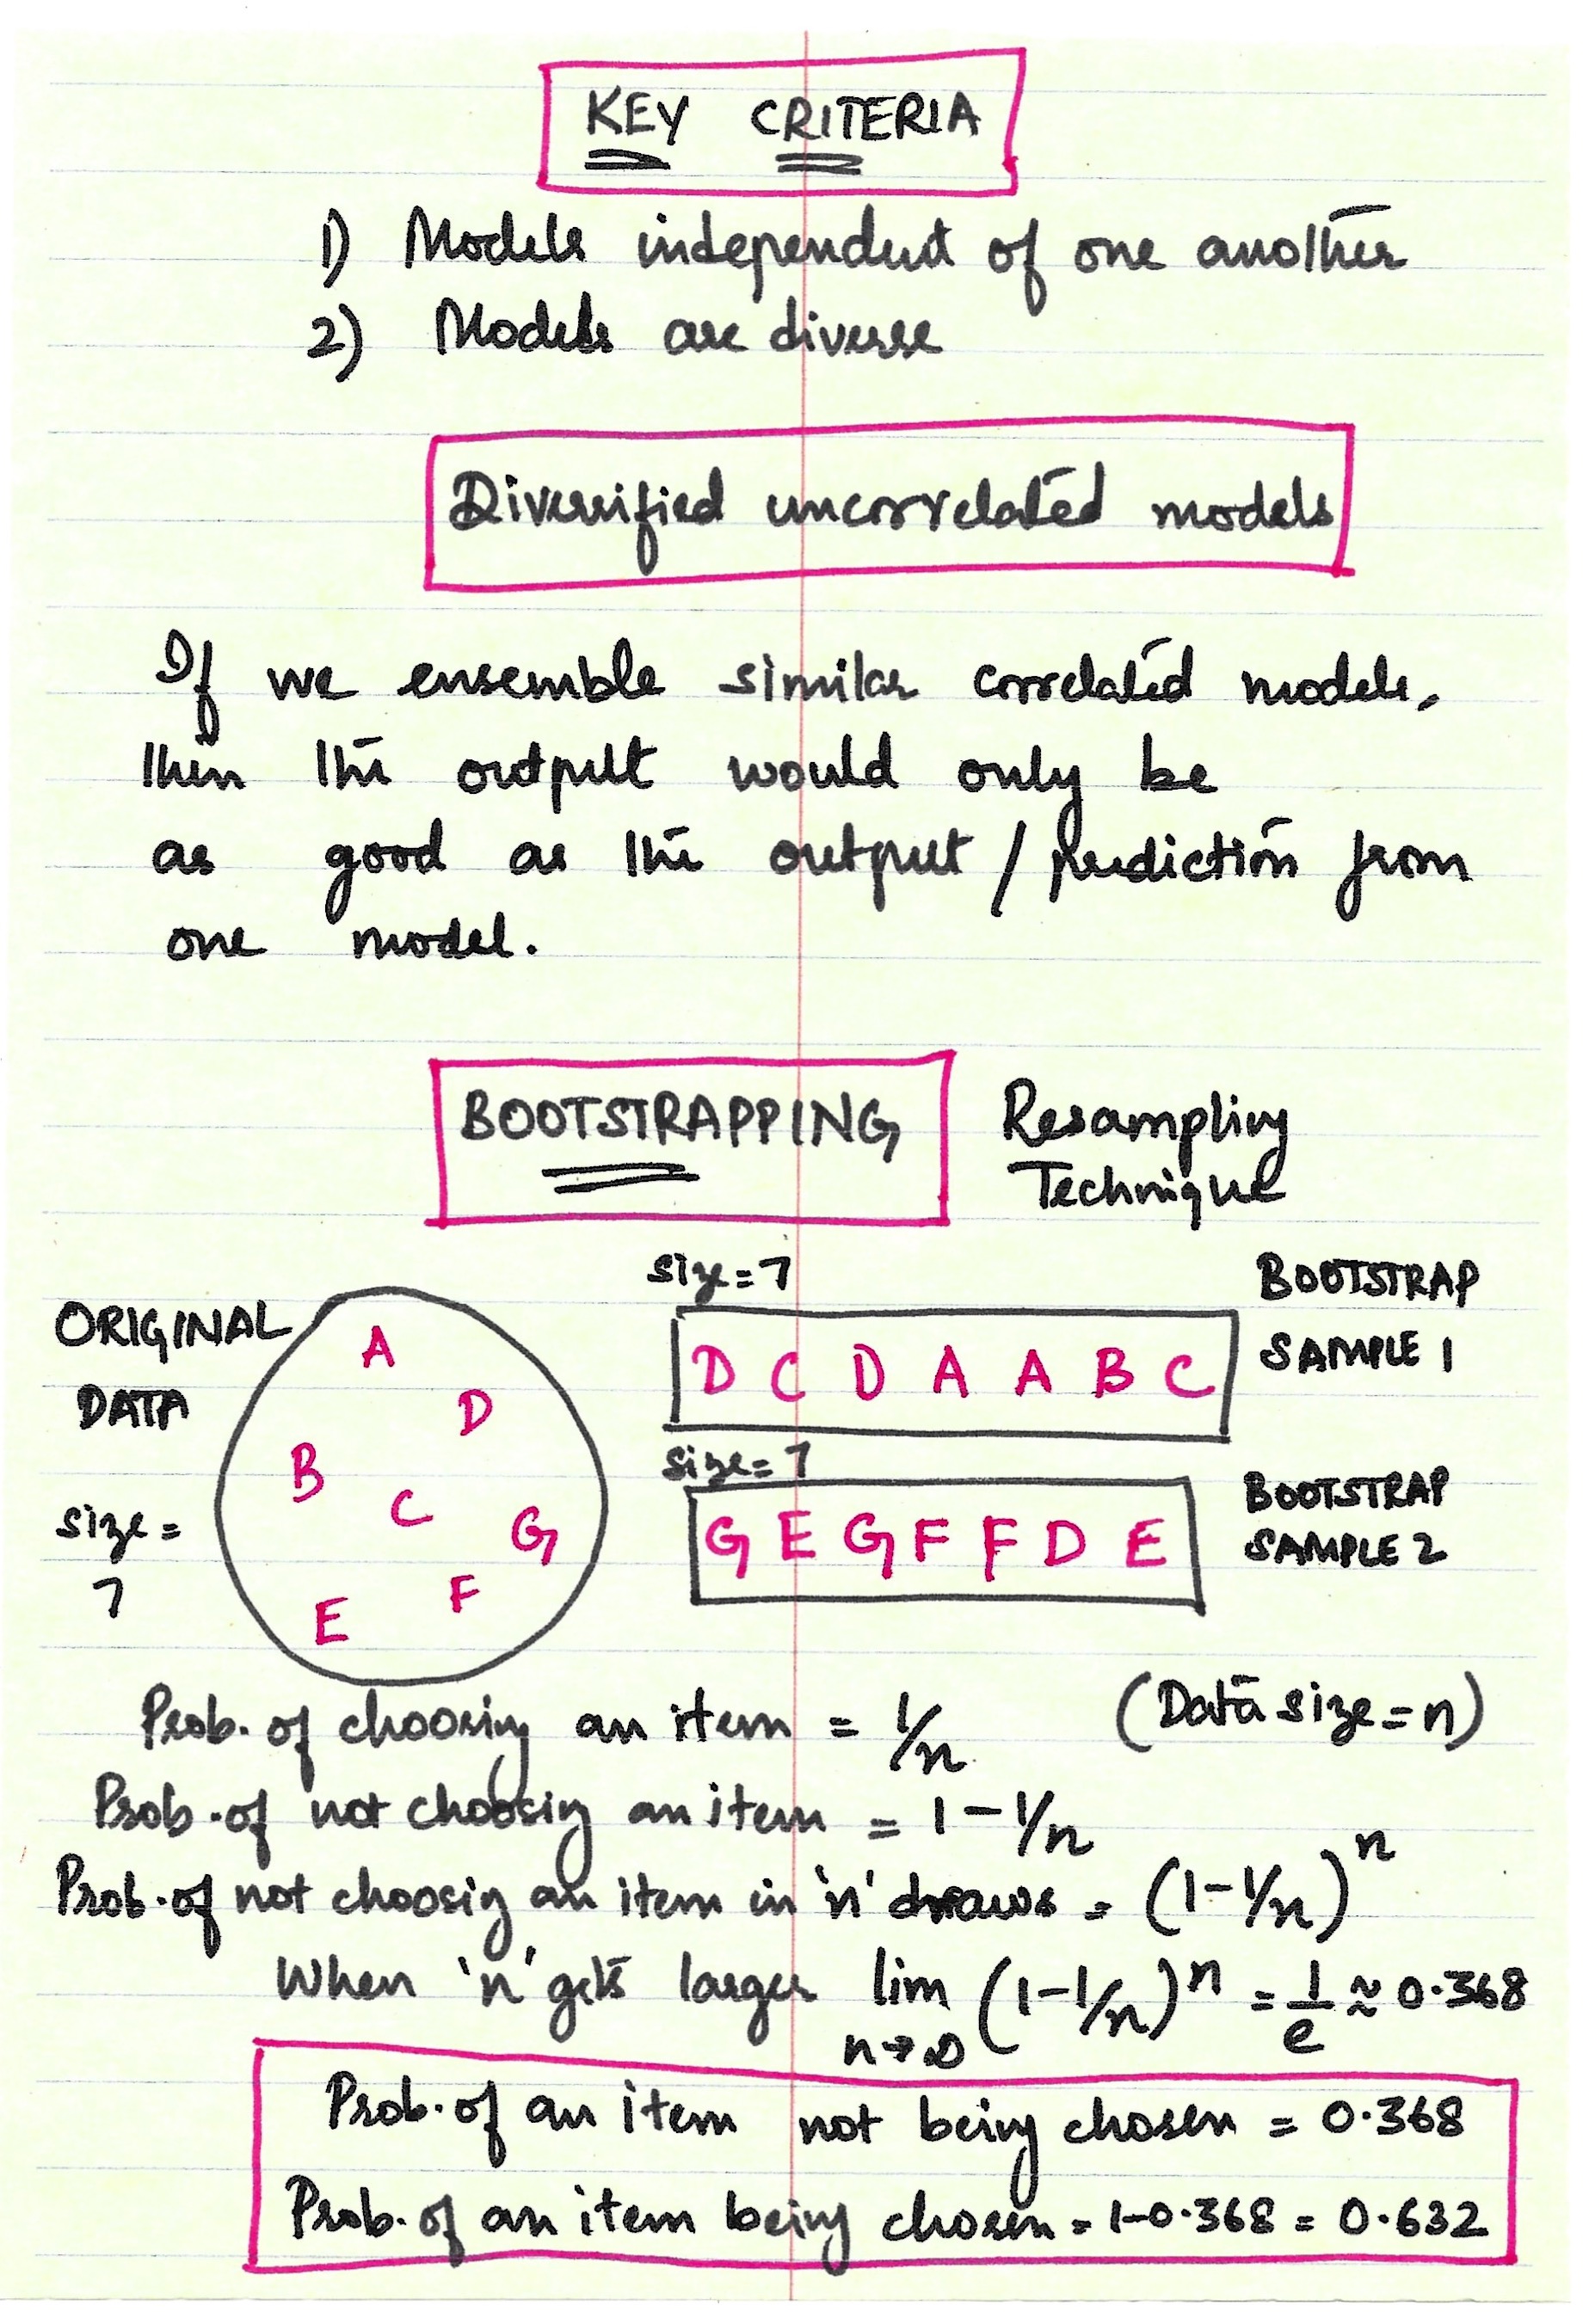 KEY CRITERIA
1) Models independent of one another
2) Models are diverse
Diversified uncorrelated models
If we ensemble similar correlated models,
then the output would only be
as good as the output / prediction from
one model.
BOOTSTRAPPING
Resampling
Technique
ORIGINAL
DATA
size =
7
A
D
B
C
G
F
E
size = 7
D C D A A B C
BOOTSTRAP
SAMPLE 1
size = 7
G E G F F D E
BOOTSTRAP
SAMPLE 2
Prob. of choosing an item = 1/n (Data size = n)
Prob. of not choosing an item = 1 - 1/n
Prob. of not choosing an item in 'n' draws = (1 - 1/n)^n
When 'n' gets larger lim n→∞ (1 - 1/n)^n = 1/e ≈ 0.368
Prob. of an item not being chosen = 0.368
Prob. of an item being chosen = 1-0.368 = 0.632